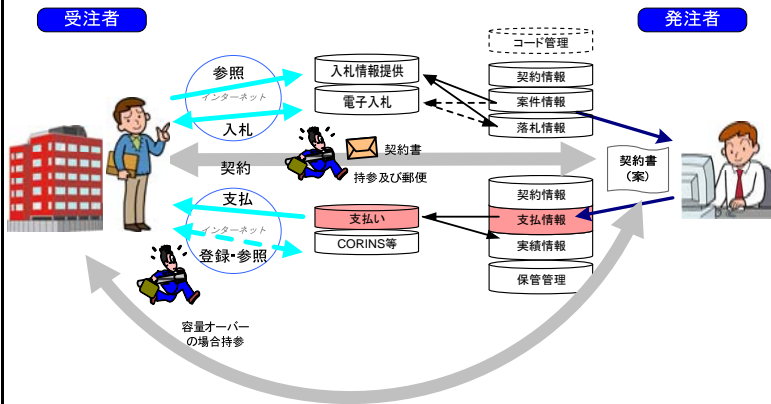 受注者
発注者
コード管理
参照
インターネット
入札
入札情報提供
電子入札
契約情報
案件情報
落札情報
契約
契約書
持参及び郵便
契約書
（案）
支払
インターネット
登録・参照
支払い
CORINS等
契約情報
支払情報
実績情報
保管管理
容量オーバー
の場合持参